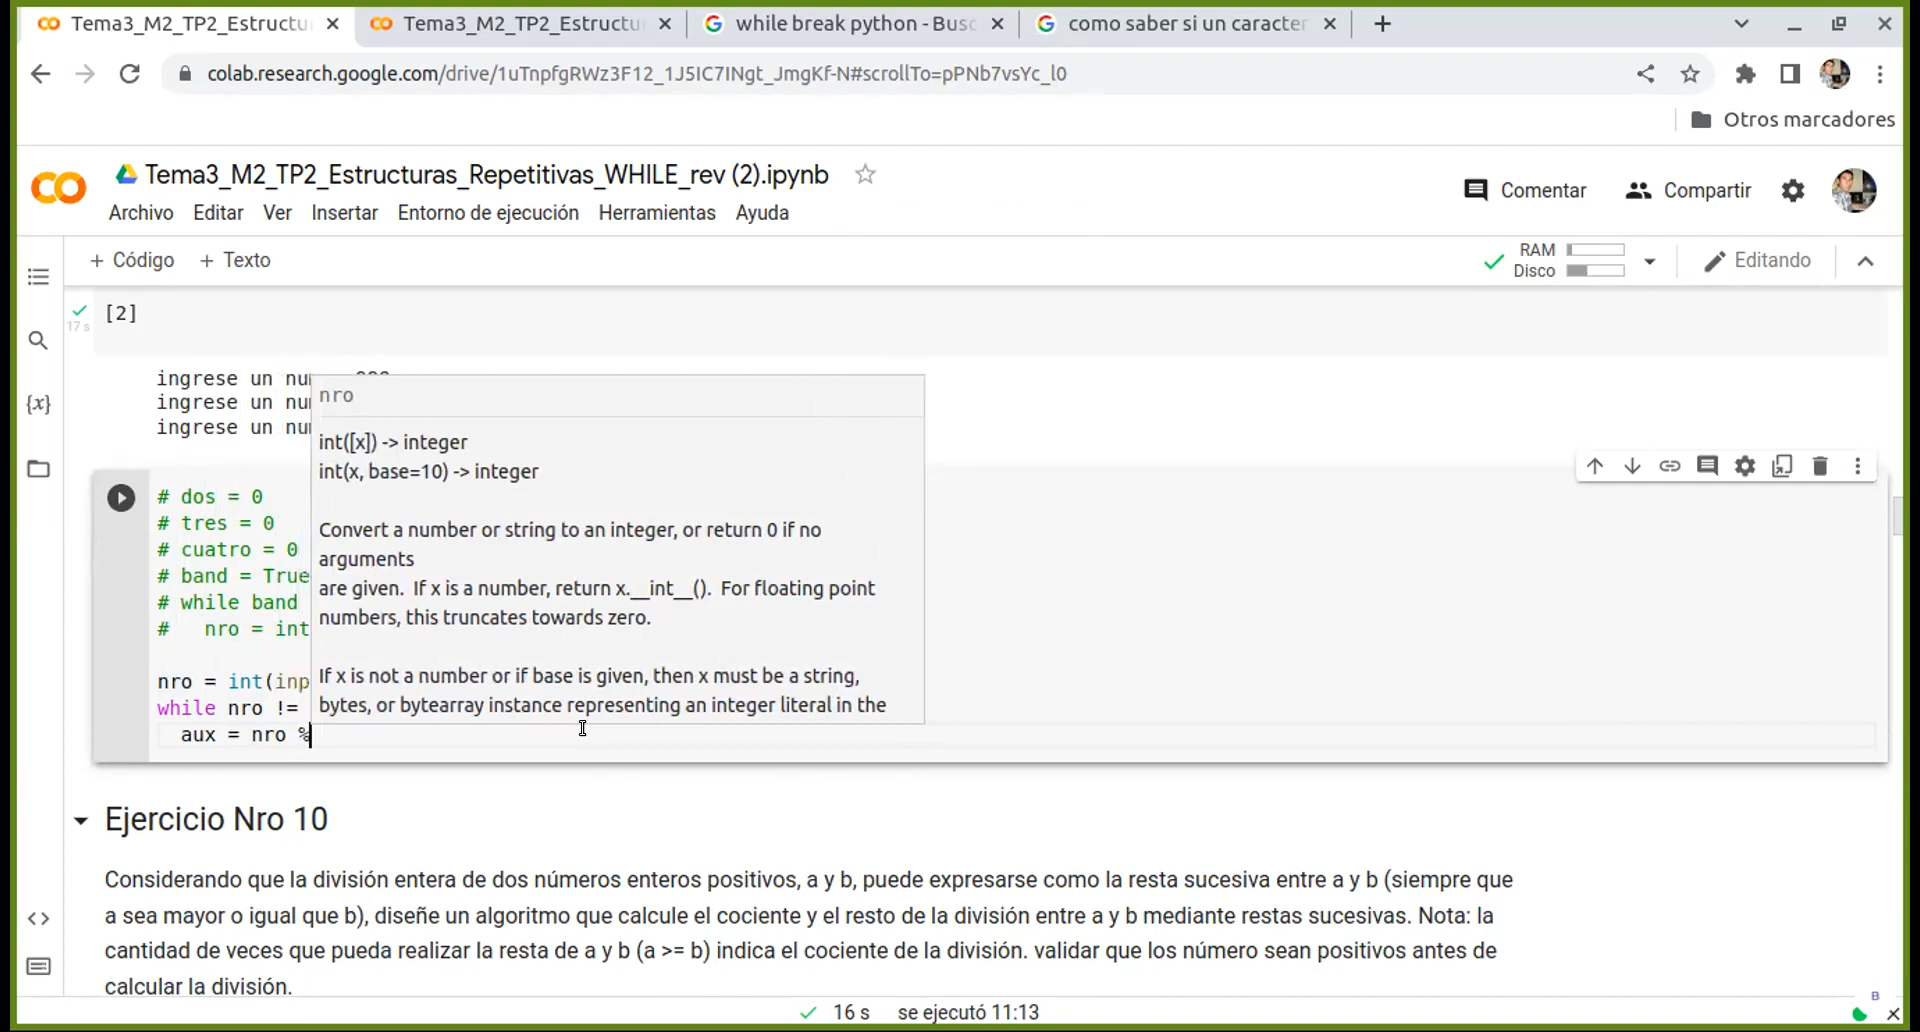 Tema3_M2_TP2_Estructu
Tema3_M2_TP2_Estructu
while break python - Busc
como saber si un caracter
colab.research.google.com/drive/1uTnpfgRWz3F12_1J5IC7INgt_JmgKf-N#scrollTo=pPNb7vsYc_l0
Otros marcadores
Tema3_M2_TP2_Estructuras_Repetitivas_WHILE_rev (2).ipynb
Comentar
Compartir
Archivo Editar Ver Insertar Entorno de ejecución Herramientas Ayuda
+ Código + Texto
RAM
Disco
Editando
[2]
17 s
ingrese un nu
ingrese un nu
ingrese un nu
nro
int([x]) -> integer
int(x, base=10) -> integer
Convert a number or string to an integer, or return 0 if no
arguments
are given. If x is a number, return x.__int__(). For floating point
numbers, this truncates towards zero.
If x is not a number or if base is given, then x must be a string,
bytes, or bytearray instance representing an integer literal in the
# dos = 0
# tres = 0
# cuatro = 0
# band = True
# while band
# nro = int
nro = int(inp
while nro !=
aux = nro %
Ejercicio Nro 10
Considerando que la división entera de dos números enteros positivos, a y b, puede expresarse como la resta sucesiva entre a y b (siempre que
a sea mayor o igual que b), diseñe un algoritmo que calcule el cociente y el resto de la división entre a y b mediante restas sucesivas. Nota: la
cantidad de veces que pueda realizar la resta de a y b (a >= b) indica el cociente de la división. validar que los número sean positivos antes de
calcular la división.
16 s se ejecutó 11:13
B